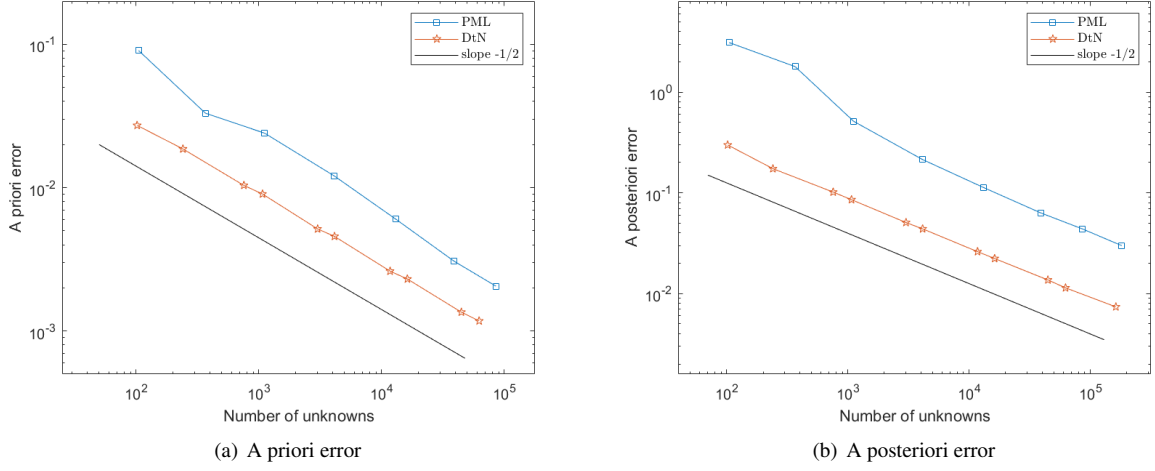 PML
DtN
slope -1/2
10^-1
10^-2
10^-3
A priori error
10^2
10^3
10^4
10^5
Number of unknowns
(a) A priori error
PML
DtN
slope -1/2
10^0
10^-1
10^-2
A posteriori error
10^2
10^3
10^4
10^5
Number of unknowns
(b) A posteriori error